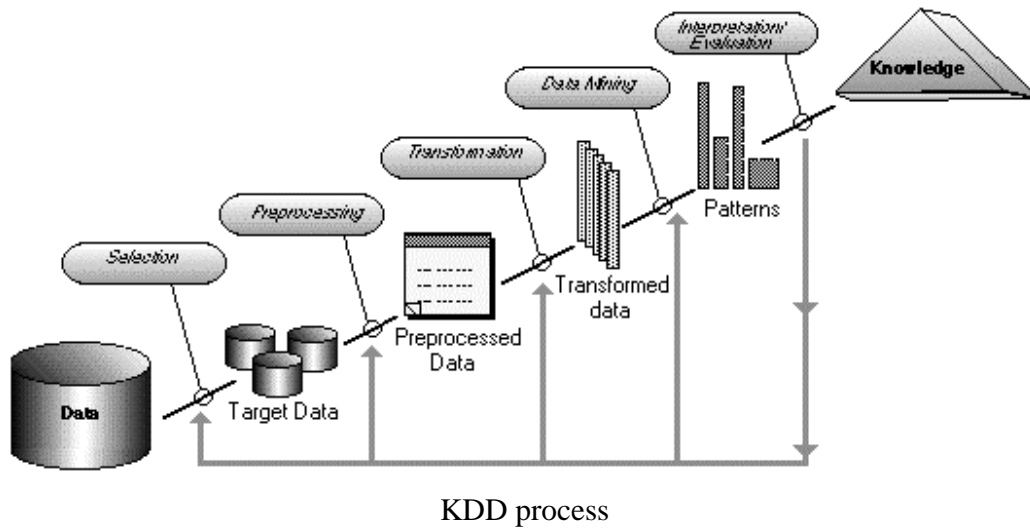 Interpretation/
Evaluation
Knowledge
Data Mining
Transformation
Patterns
Preprocessing
Transformed
data
Selection
Preprocessed
Data
Target Data
Data
KDD process